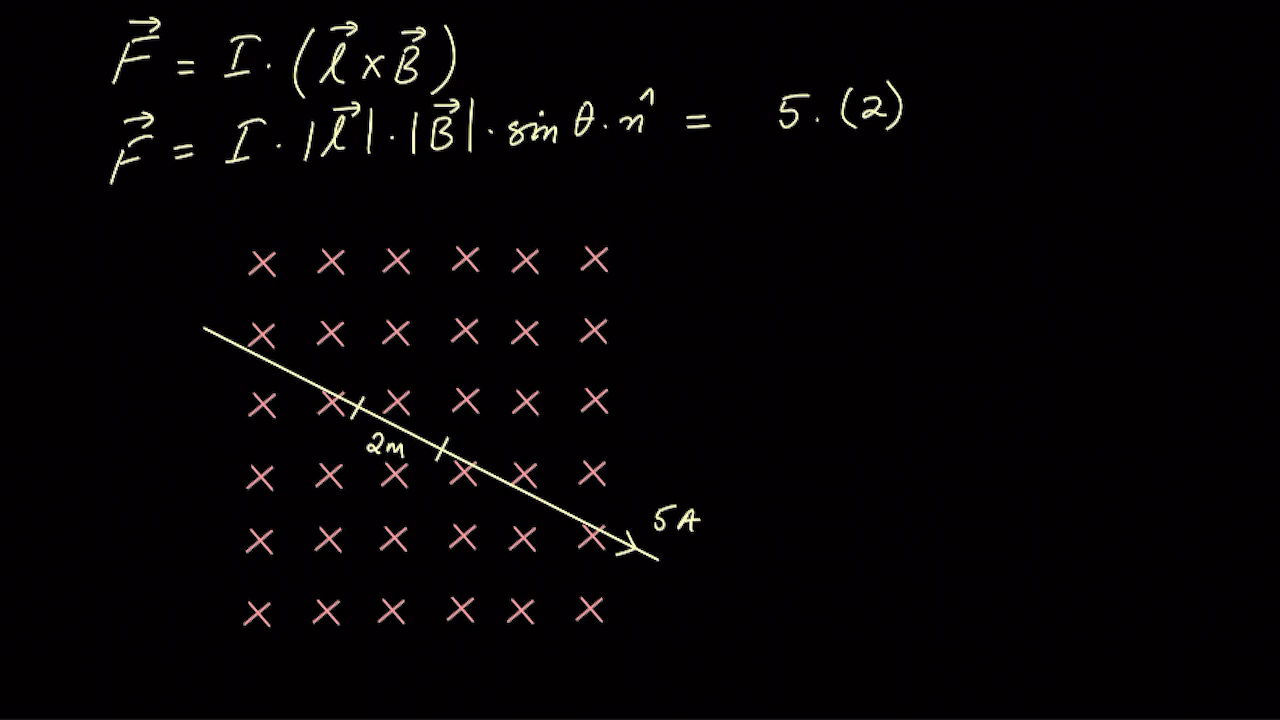 F⃗ = I · (l⃗ × B⃗)
F⃗ = I · |l⃗| · |B⃗| · sin θ · n̂ = 5 · (2)
2m
5A